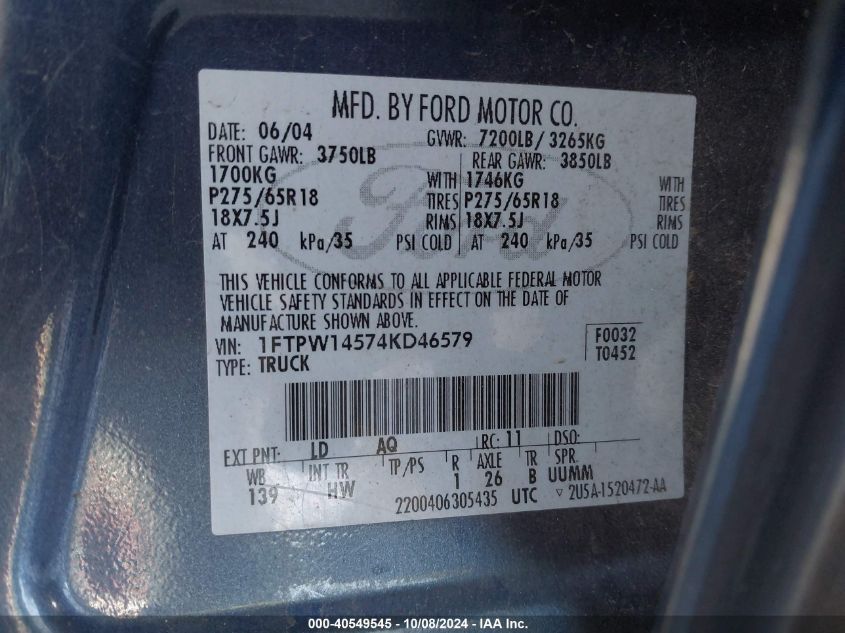 MFD. BY FORD MOTOR CO.
DATE: 06/04 GVWR: 7200LB/ 3265KG
FRONT GAWR: 3750LB REAR GAWR: 3850LB
1700KG WITH 1746KG WITH
P275/65R18 TIRES P275/65R18 TIRES
18X7.5J RIMS 18X7.5J RIMS
AT 240 kPa/35 PSI COLD AT 240 kPa/35 PSI COLD
Ford
THIS VEHICLE CONFORMS TO ALL APPLICABLE FEDERAL MOTOR
VEHICLE SAFETY STANDARDS IN EFFECT ON THE DATE OF
MANUFACTURE SHOWN ABOVE.
VIN: 1FTPW14574KD46579 F0032
TYPE: TRUCK T0452
EXT PNT: LD AQ RC: 11 DSO:
WB INT TR TP/PS R AXLE TR SPR
139 HW 1 26 B UUMM
2200406305435 UTC ▽ 2U5A-1520472-AA
000-40549545 - 10/08/2024 - IAA Inc.